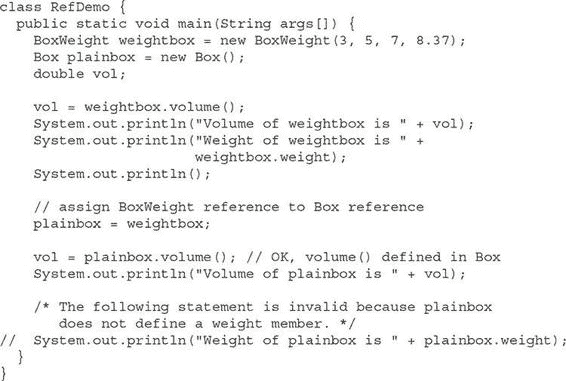 class RefDemo {
  public static void main(String args[]) {
    BoxWeight weightbox = new BoxWeight(3, 5, 7, 8.37);
    Box plainbox = new Box();
    double vol;

    vol = weightbox.volume();
    System.out.println("Volume of weightbox is " + vol);
    System.out.println("Weight of weightbox is " +
                       weightbox.weight);
    System.out.println();

    // assign BoxWeight reference to Box reference
    plainbox = weightbox;

    vol = plainbox.volume(); // OK, volume() defined in Box
    System.out.println("Volume of plainbox is " + vol);

    /* The following statement is invalid because plainbox
       does not define a weight member. */
//  System.out.println("Weight of plainbox is " + plainbox.weight);
  }
}